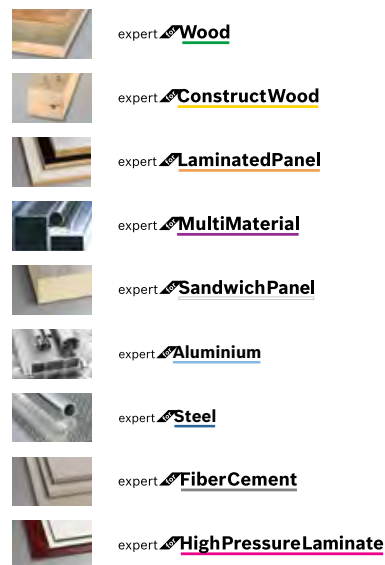 expert for Wood
expert for ConstructWood
expert for LaminatedPanel
expert for MultiMaterial
expert for SandwichPanel
expert for Aluminium
expert for Steel
expert for FiberCement
expert for HighPressureLaminate